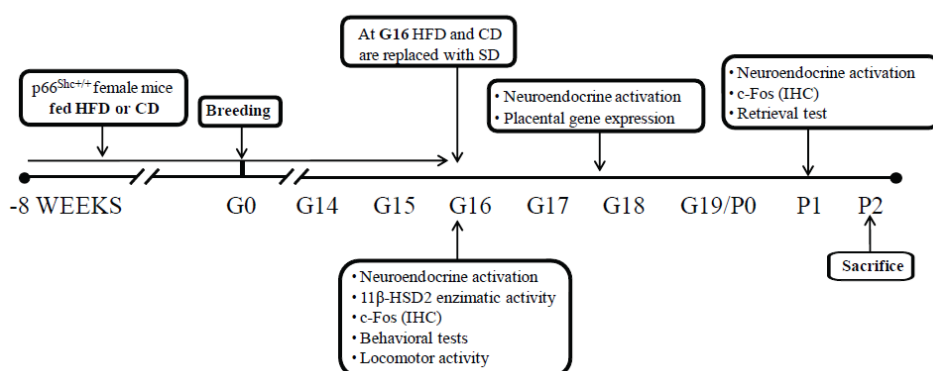 At G16 HFD and CD
are replaced with SD
p66Shc+/+ female mice
fed HFD or CD
Breeding
• Neuroendocrine activation
• Placental gene expression
• Neuroendocrine activation
• c-Fos (IHC)
• Retrieval test
-8 WEEKS G0 G14 G15 G16 G17 G18 G19/P0 P1 P2
• Neuroendocrine activation
• 11β-HSD2 enzimatic activity
• c-Fos (IHC)
• Behavioral tests
• Locomotor activity
Sacrifice